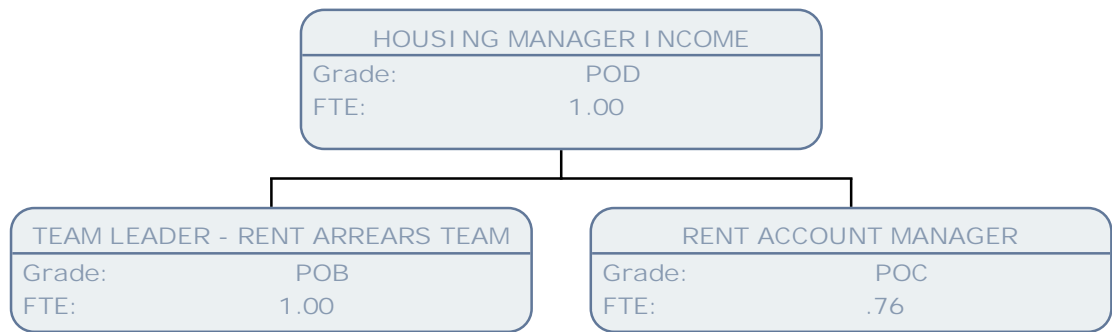 HOUSING MANAGER INCOME
Grade: POD
FTE: 1.00
TEAM LEADER - RENT ARREARS TEAM
Grade: POB
FTE: 1.00
RENT ACCOUNT MANAGER
Grade: POC
FTE: .76